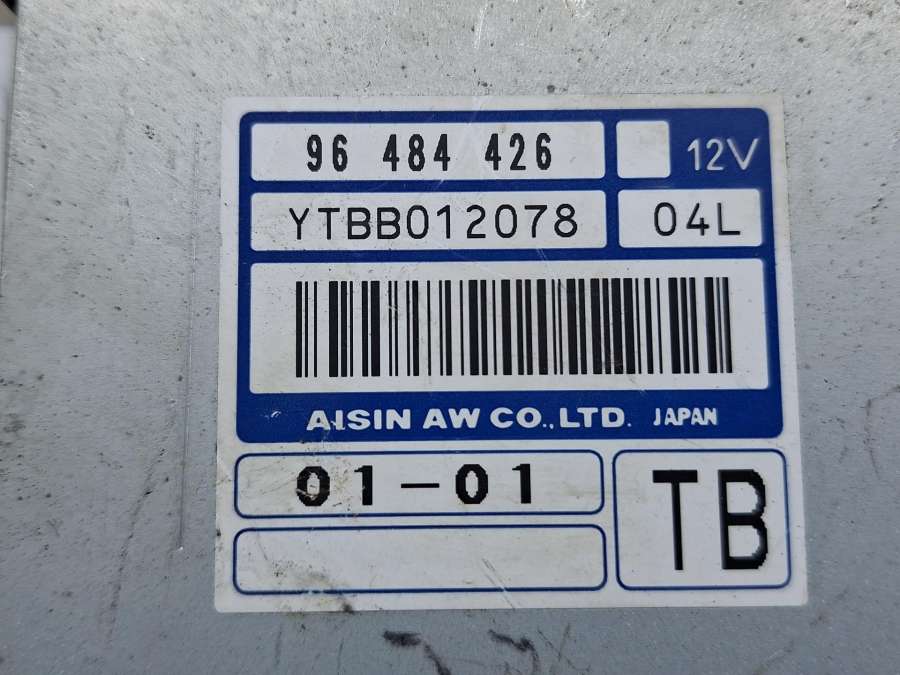 96 484 426 12V
YTBB012078 04L
AISIN AW CO.,LTD. JAPAN
01-01
TB